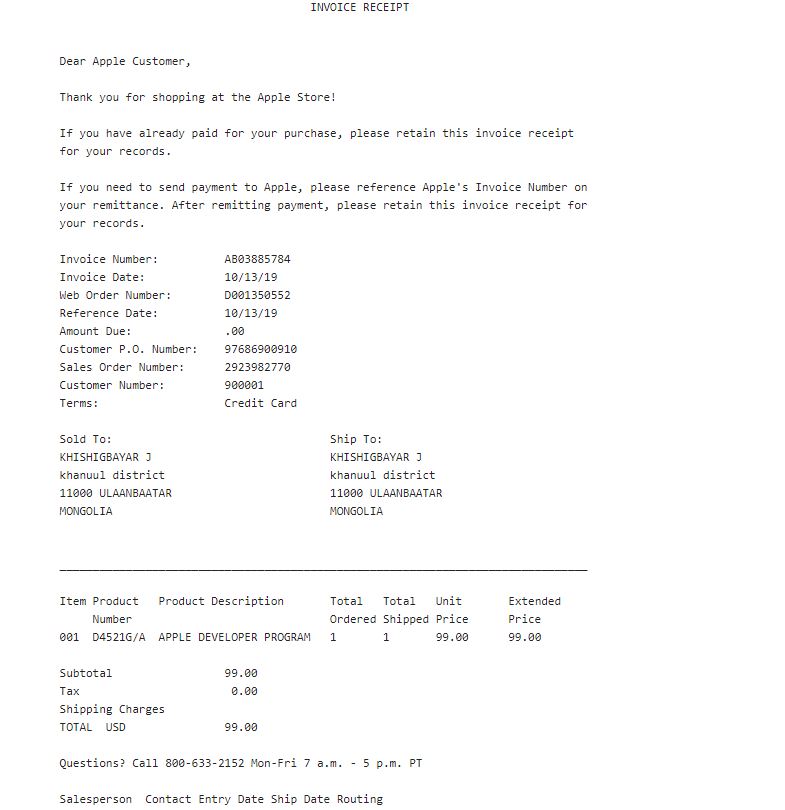 INVOICE RECEIPT
Dear Apple Customer,
Thank you for shopping at the Apple Store!
If you have already paid for your purchase, please retain this invoice receipt
for your records.
If you need to send payment to Apple, please reference Apple's Invoice Number on
your remittance. After remitting payment, please retain this invoice receipt for
your records.
Invoice Number: AB03885784
Invoice Date: 10/13/19
Web Order Number: D001350552
Reference Date: 10/13/19
Amount Due: .00
Customer P.O. Number: 97686900910
Sales Order Number: 2923982770
Customer Number: 900001
Terms: Credit Card
Sold To: Ship To:
KHISHIGBAYAR J KHISHIGBAYAR J
khanuul district khanuul district
11000 ULAANBAATAR 11000 ULAANBAATAR
MONGOLIA MONGOLIA
Item Product Product Description Total Total Unit Extended
Number Ordered Shipped Price Price
001 D4521G/A APPLE DEVELOPER PROGRAM 1 1 99.00 99.00
Subtotal 99.00
Tax 0.00
Shipping Charges
TOTAL USD 99.00
Questions? Call 800-633-2152 Mon-Fri 7 a.m. - 5 p.m. PT
Salesperson Contact Entry Date Ship Date Routing